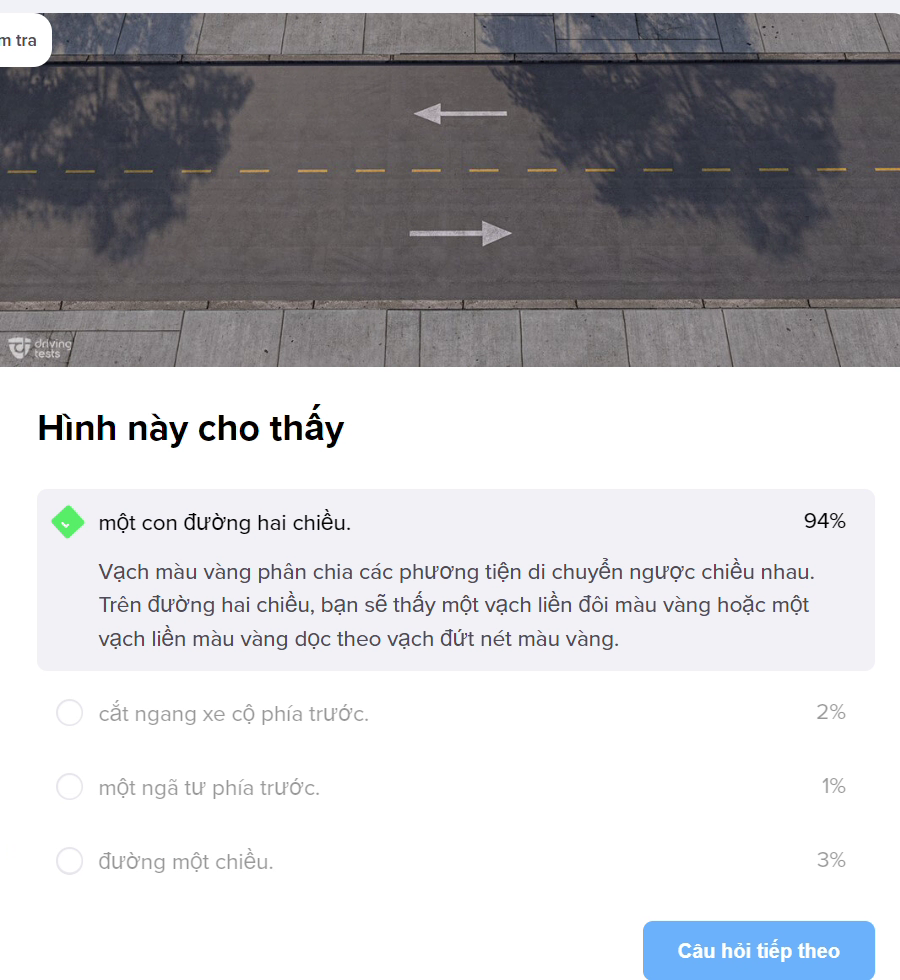 m tra
driving
tests
Hình này cho thấy
một con đường hai chiều.
94%
Vạch màu vàng phân chia các phương tiện di chuyển ngược chiều nhau.
Trên đường hai chiều, bạn sẽ thấy một vạch liền đôi màu vàng hoặc một
vạch liền màu vàng dọc theo vạch đứt nét màu vàng.
cắt ngang xe cộ phía trước.
2%
một ngã tư phía trước.
1%
đường một chiều.
3%
Câu hỏi tiếp theo